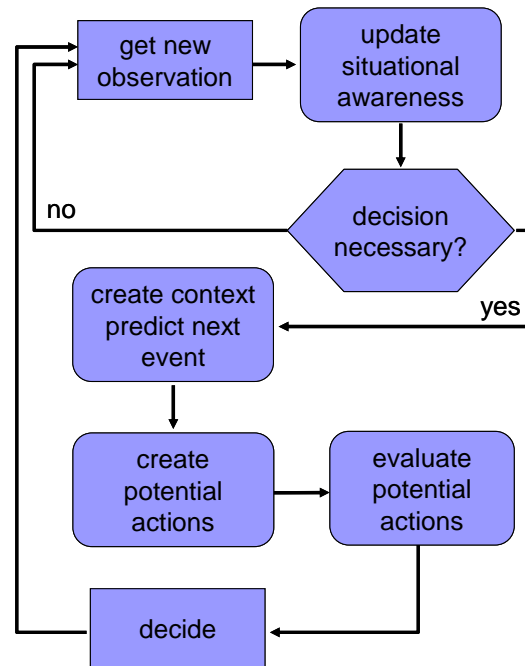 get new
observation
update
situational
awareness
no
decision
necessary?
yes
create context
predict next
event
create
potential
actions
evaluate
potential
actions
decide